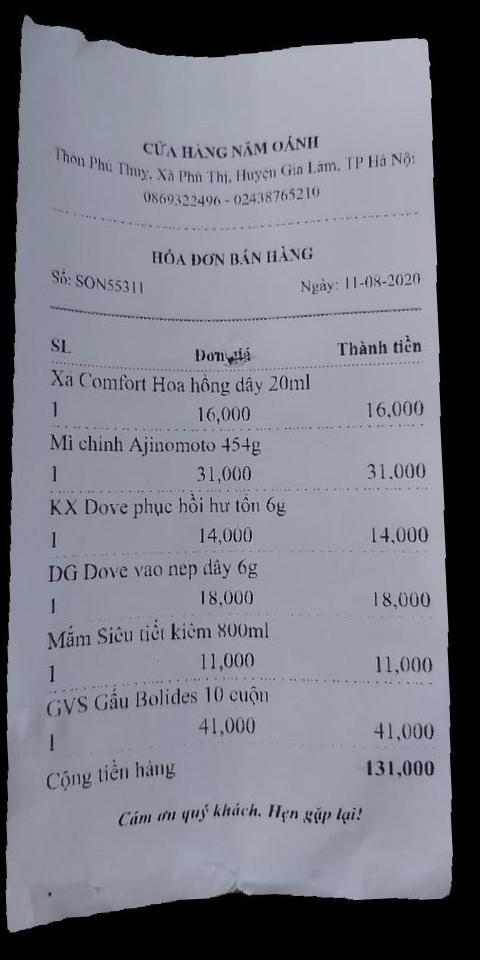 CỬA HÀNG NĂM OÁNH
Thôn Phú Thuỵ, Xã Phú Thị, Huyện Gia Lâm, TP Hà Nội
0869322496 - 02438765210
HÓA ĐƠN BÁN HÀNG
Số: SON55311 Ngày: 11-08-2020
SL Đơn giá Thành tiền
Xả Comfort Hoa hồng dây 20ml
1 16,000 16,000
Mì chinh Ajinomoto 454g
1 31,000 31,000
KX Dove phục hồi hư tổn 6g
1 14,000 14,000
DG Dove vao nep dây 6g
1 18,000 18,000
Mắm Siêu tiết kiệm 800ml
1 11,000 11,000
GVS Gấu Bolides 10 cuộn
1 41,000 41,000
Cộng tiền hàng 131,000
Cám ơn quý khách. Hẹn gặp lại!